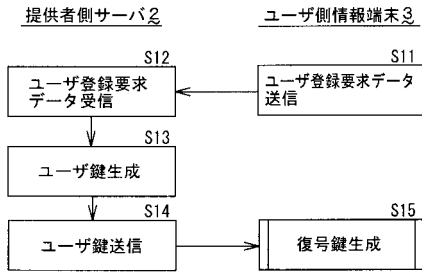 提供者側サーバ2
ユーザ側情報端末3
S12
S11
ユーザ登録要求
データ受信
ユーザ登録要求データ
送信
S13
ユーザ鍵生成
S14
S15
ユーザ鍵送信
復号鍵生成